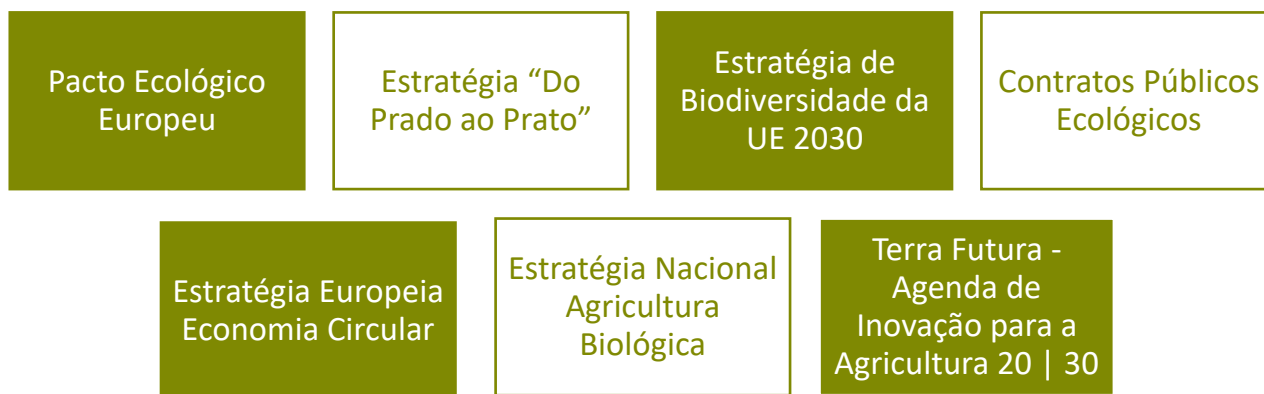 Pacto Ecológico
Europeu
Estratégia “Do
Prado ao Prato”
Estratégia de
Biodiversidade da
UE 2030
Contratos Públicos
Ecológicos
Estratégia Europeia
Economia Circular
Estratégia Nacional
Agricultura
Biológica
Terra Futura -
Agenda de
Inovação para a
Agricultura 20 | 30